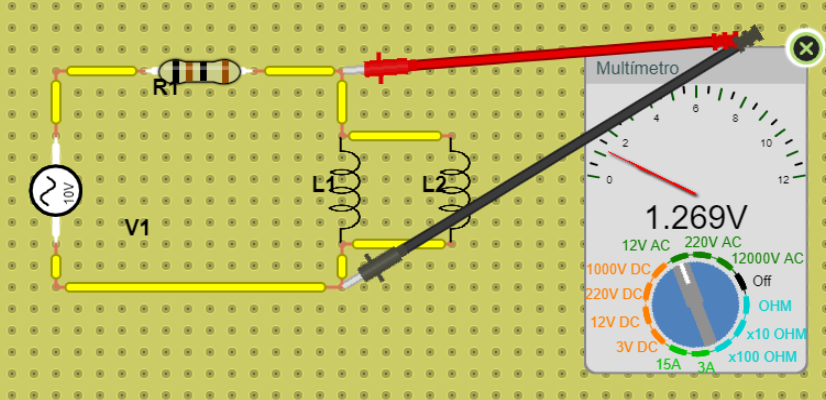 R1
L1
L2
10V
V1
Multímetro
0
2
4
6
8
10
12
1.269V
12V AC
220V AC
12000V AC
1000V DC
Off
220V DC
OHM
12V DC
x10 OHM
3V DC
x100 OHM
15A
3A